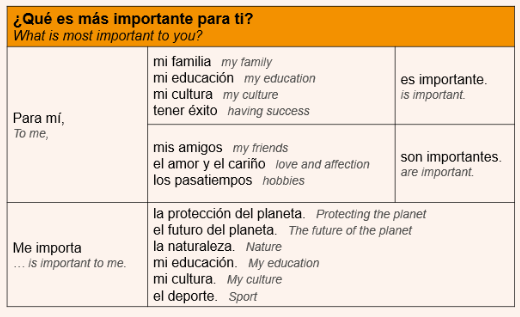 ¿Qué es más importante para ti?
What is most important to you?
Para mí,
To me,
mi familia my family
mi educación my education
mi cultura my culture
tener éxito having success
es importante.
is important.
mis amigos my friends
el amor y el cariño love and affection
los pasatiempos hobbies
son importantes.
are important.
Me importa
… is important to me.
la protección del planeta. Protecting the planet
el futuro del planeta. The future of the planet
la naturaleza. Nature
mi educación. My education
mi cultura. My culture
el deporte. Sport